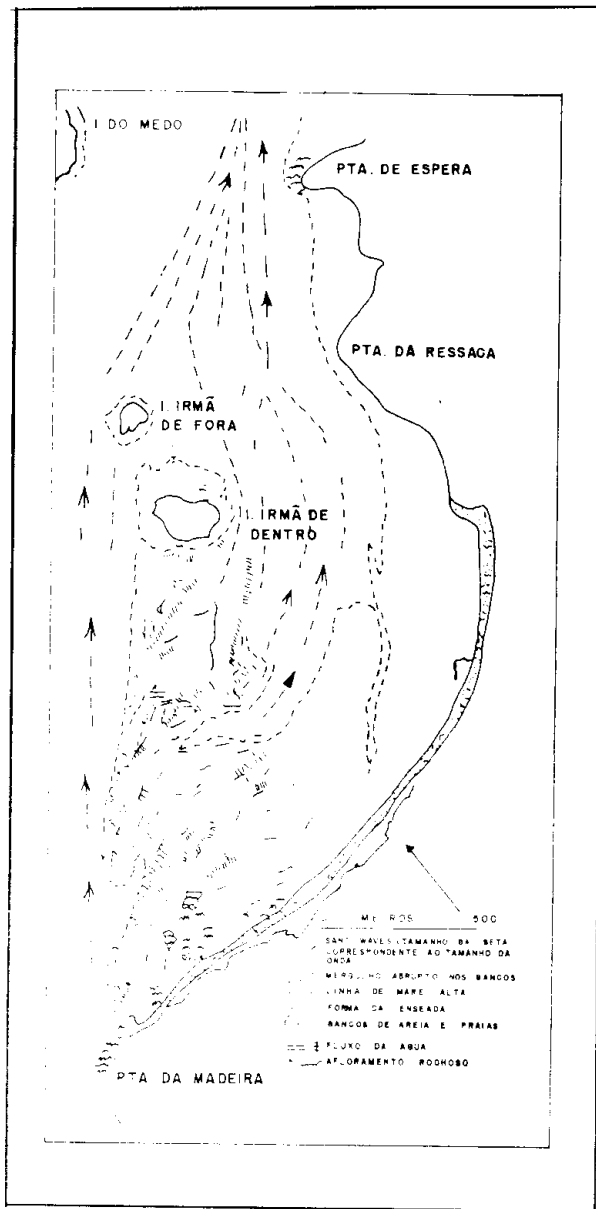 I. DO MEDO
PTA. DE ESPERA
PTA. DA RESSACA
I. IRMÃ
DE FORA
I. IRMÃ DE
DENTRO
METROS 500
SAND WAVES (TAMANHO DA SETA
CORRESPONDENTE AO TAMANHO DA
ONDA
MERGULHO ABRUPTO NOS BANCOS
LINHA DE MARE ALTA
FORMA DA ENSEADA
BANCOS DE AREIA E PRAIAS
FLUXO DA AGUA
AFLORAMENTO ROCHOSO
PTA DA MADEIRA